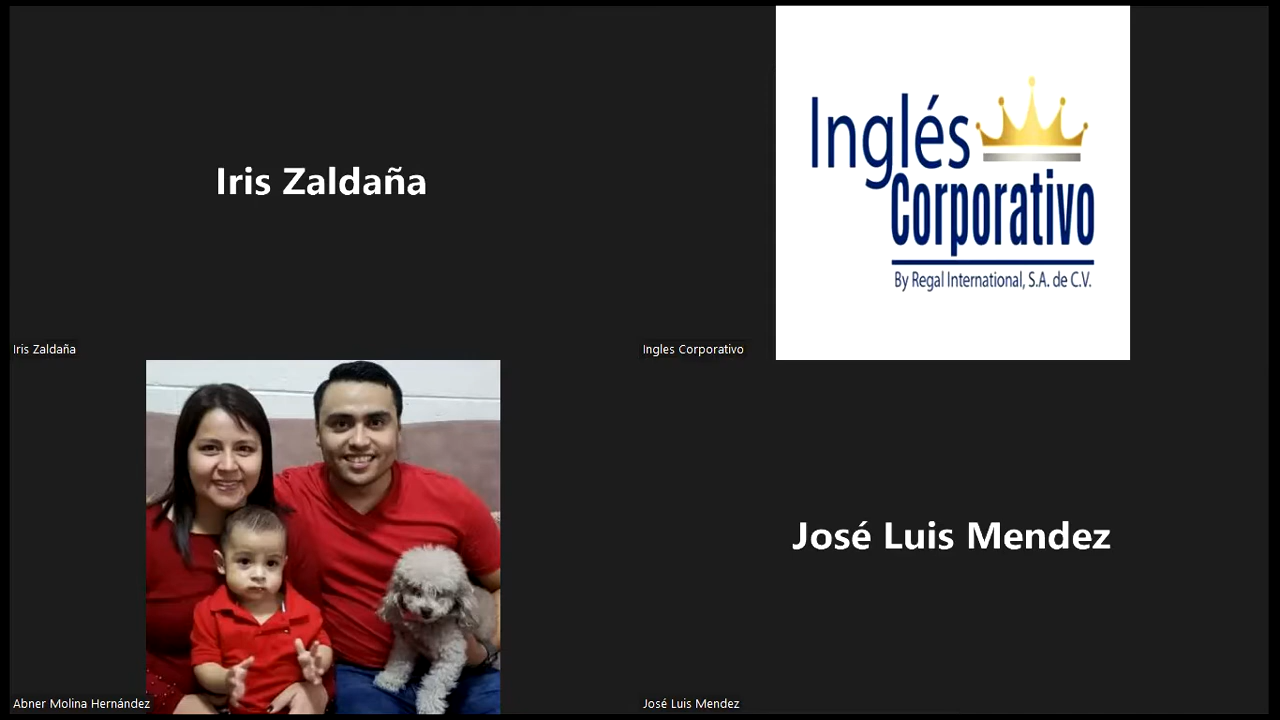 Iris Zaldaña
Iris Zaldaña
Inglés
Corporativo
By Regal International, S.A. de C.V.
Ingles Corporativo
Abner Molina Hernández
José Luis Mendez
José Luis Mendez